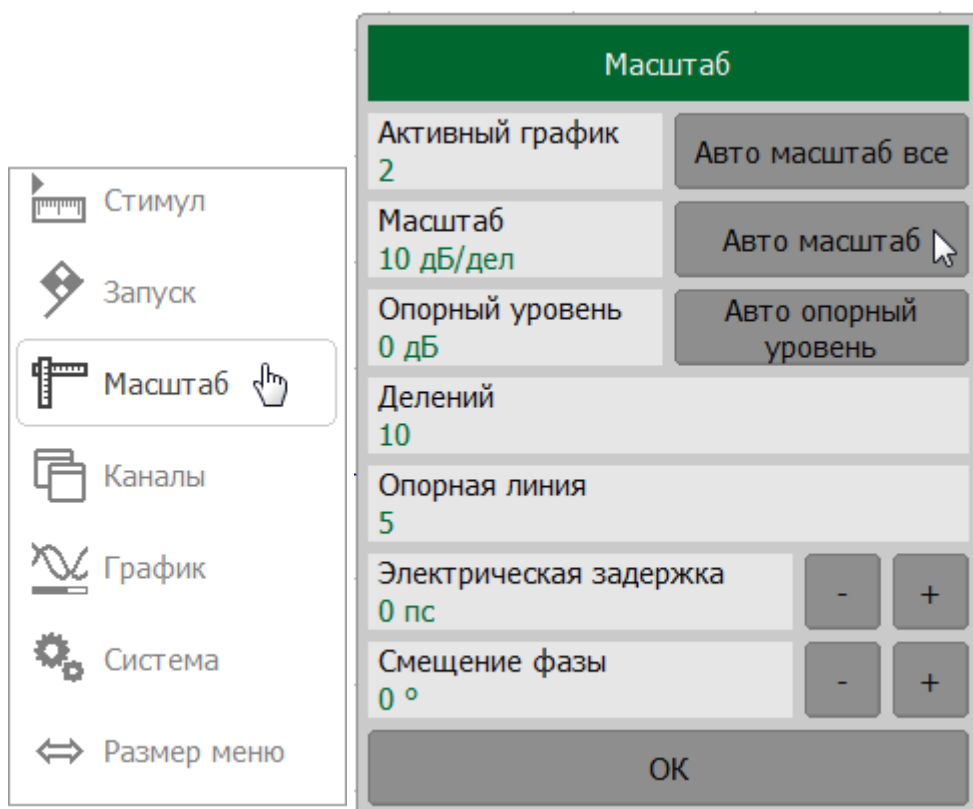 Стимул
Запуск
Масштаб
Каналы
График
Система
Размер меню
Масштаб
Активный график
2
Авто масштаб все
Масштаб
10 дБ/дел
Авто масштаб
Опорный уровень
0 дБ
Авто опорный
уровень
Делений
10
Опорная линия
5
Электрическая задержка
0 пс
-
+
Смещение фазы
0 °
-
+
ОК